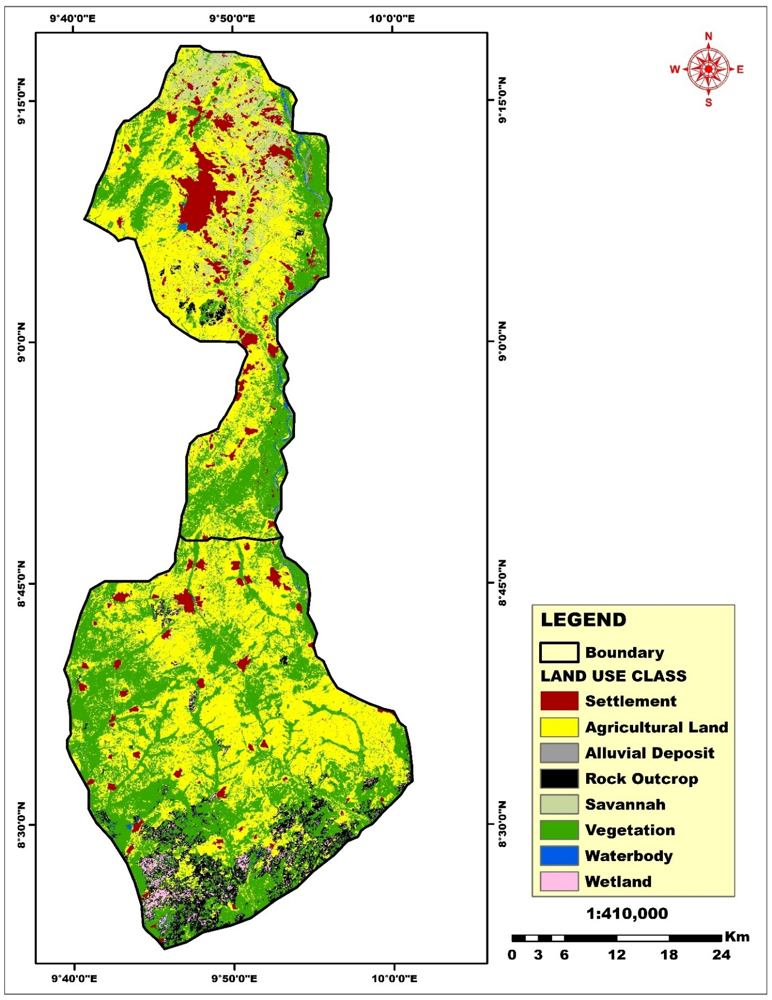 9°40'0"E 9°50'0"E 10°0'0"E
N
W E
S
9°15'0"N 9°15'0"N
9°0'0"N 9°0'0"N
8°45'0"N 8°45'0"N
8°30'0"N 8°30'0"N
LEGEND
Boundary
LAND USE CLASS
Settlement
Agricultural Land
Alluvial Deposit
Rock Outcrop
Savannah
Vegetation
Waterbody
Wetland
1:410,000
Km
0 3 6 12 18 24
9°40'0"E 9°50'0"E 10°0'0"E